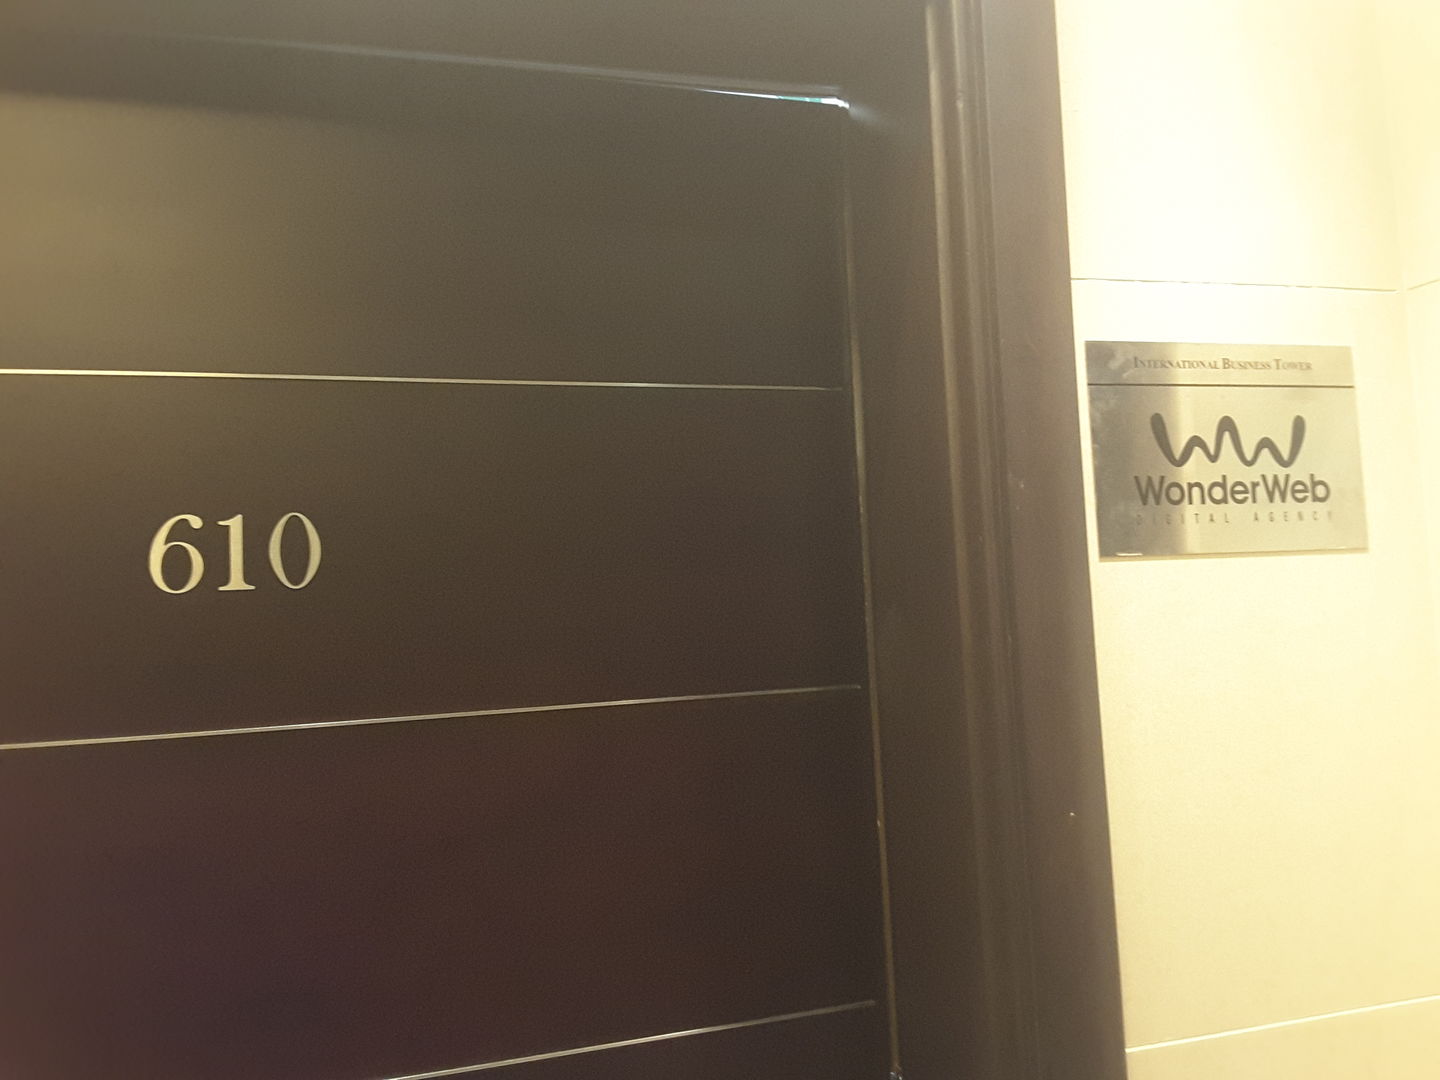 610
INTERNATIONAL BUSINESS TOWER
WonderWeb
DIGITAL AGENCY